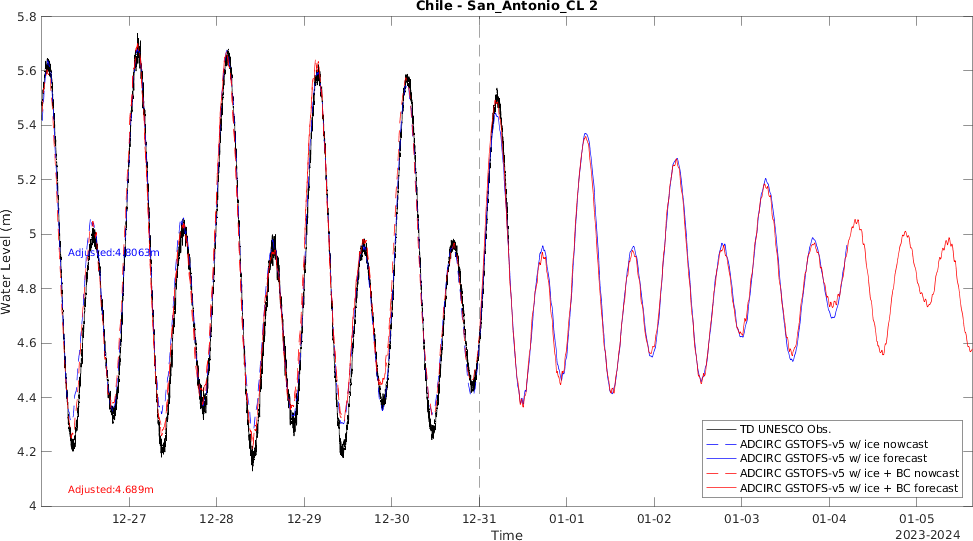 Chile - San_Antonio_CL 2
5.8
5.6
5.4
5.2
5
4.8
4.6
4.4
4.2
4
Water Level (m)
Adjusted:4.8063m
Adjusted:4.689m
TD UNESCO Obs.
ADCIRC GSTOFS-v5 w/ ice nowcast
ADCIRC GSTOFS-v5 w/ ice forecast
ADCIRC GSTOFS-v5 w/ ice + BC nowcast
ADCIRC GSTOFS-v5 w/ ice + BC forecast
12-27 12-28 12-29 12-30 12-31 01-01 01-02 01-03 01-04 01-05
Time
2023-2024